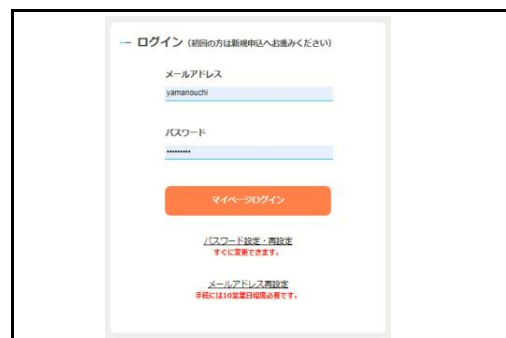 ログイン（初回の方は新規申込へお進みください）
メールアドレス
yamanouchi
パスワード
•••••••••
マイページログイン
パスワード設定・再設定
すぐに変更できます。
メールアドレス再設定
手続には10営業日程度必要です。